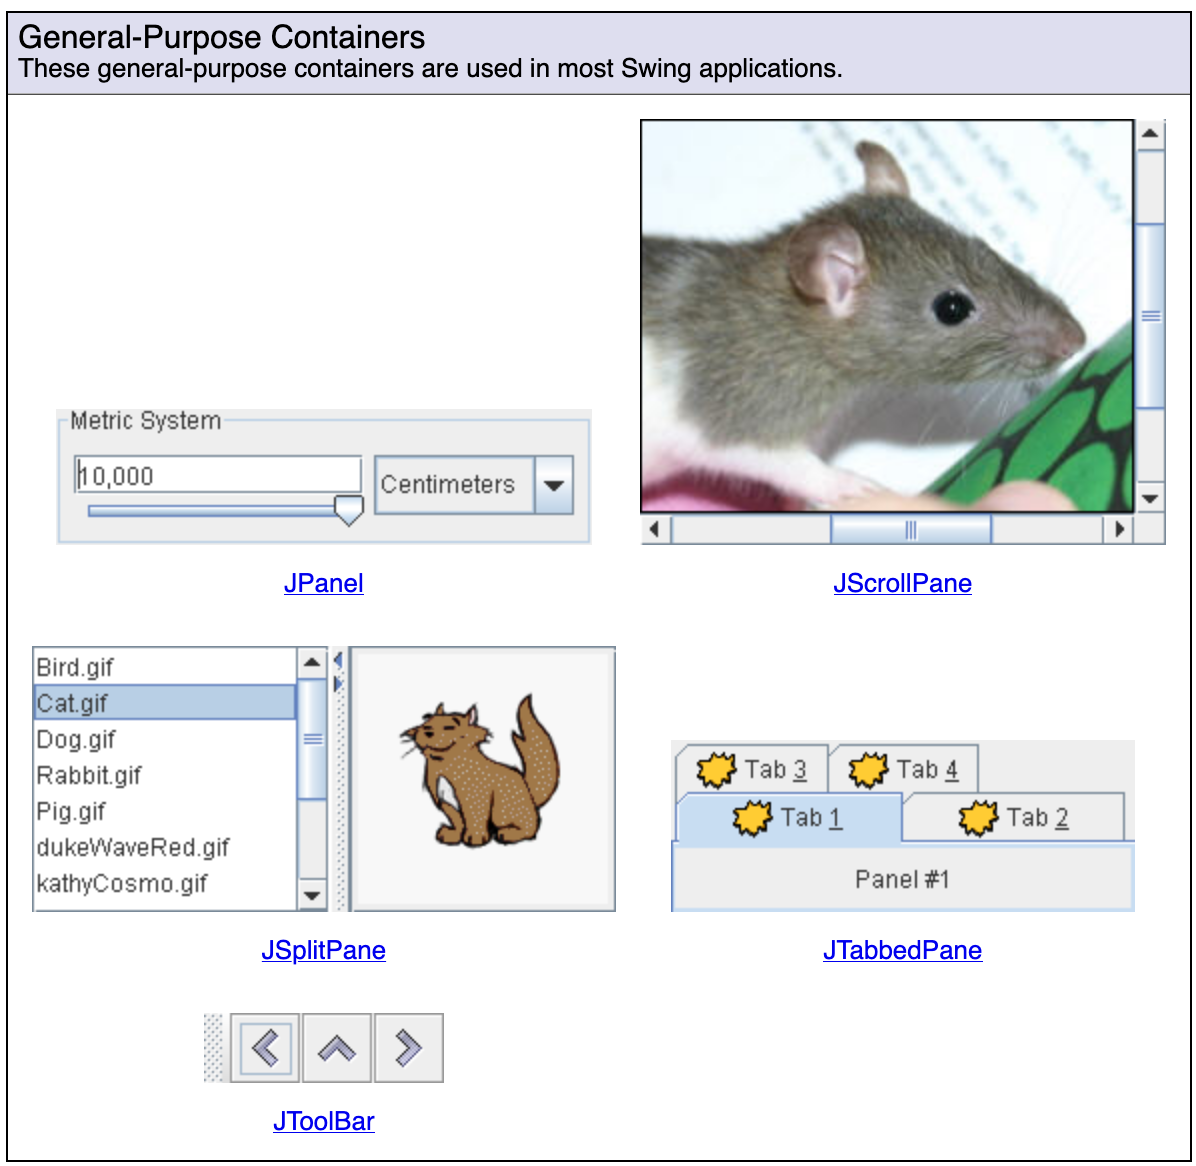 General-Purpose Containers
These general-purpose containers are used in most Swing applications.
Metric System
10,000
Centimeters
JPanel
JScrollPane
Bird.gif
Cat.gif
Dog.gif
Rabbit.gif
Pig.gif
dukeWaveRed.gif
kathyCosmo.gif
JSplitPane
Tab 3 Tab 4
Tab 1 Tab 2
Panel #1
JTabbedPane
JToolBar